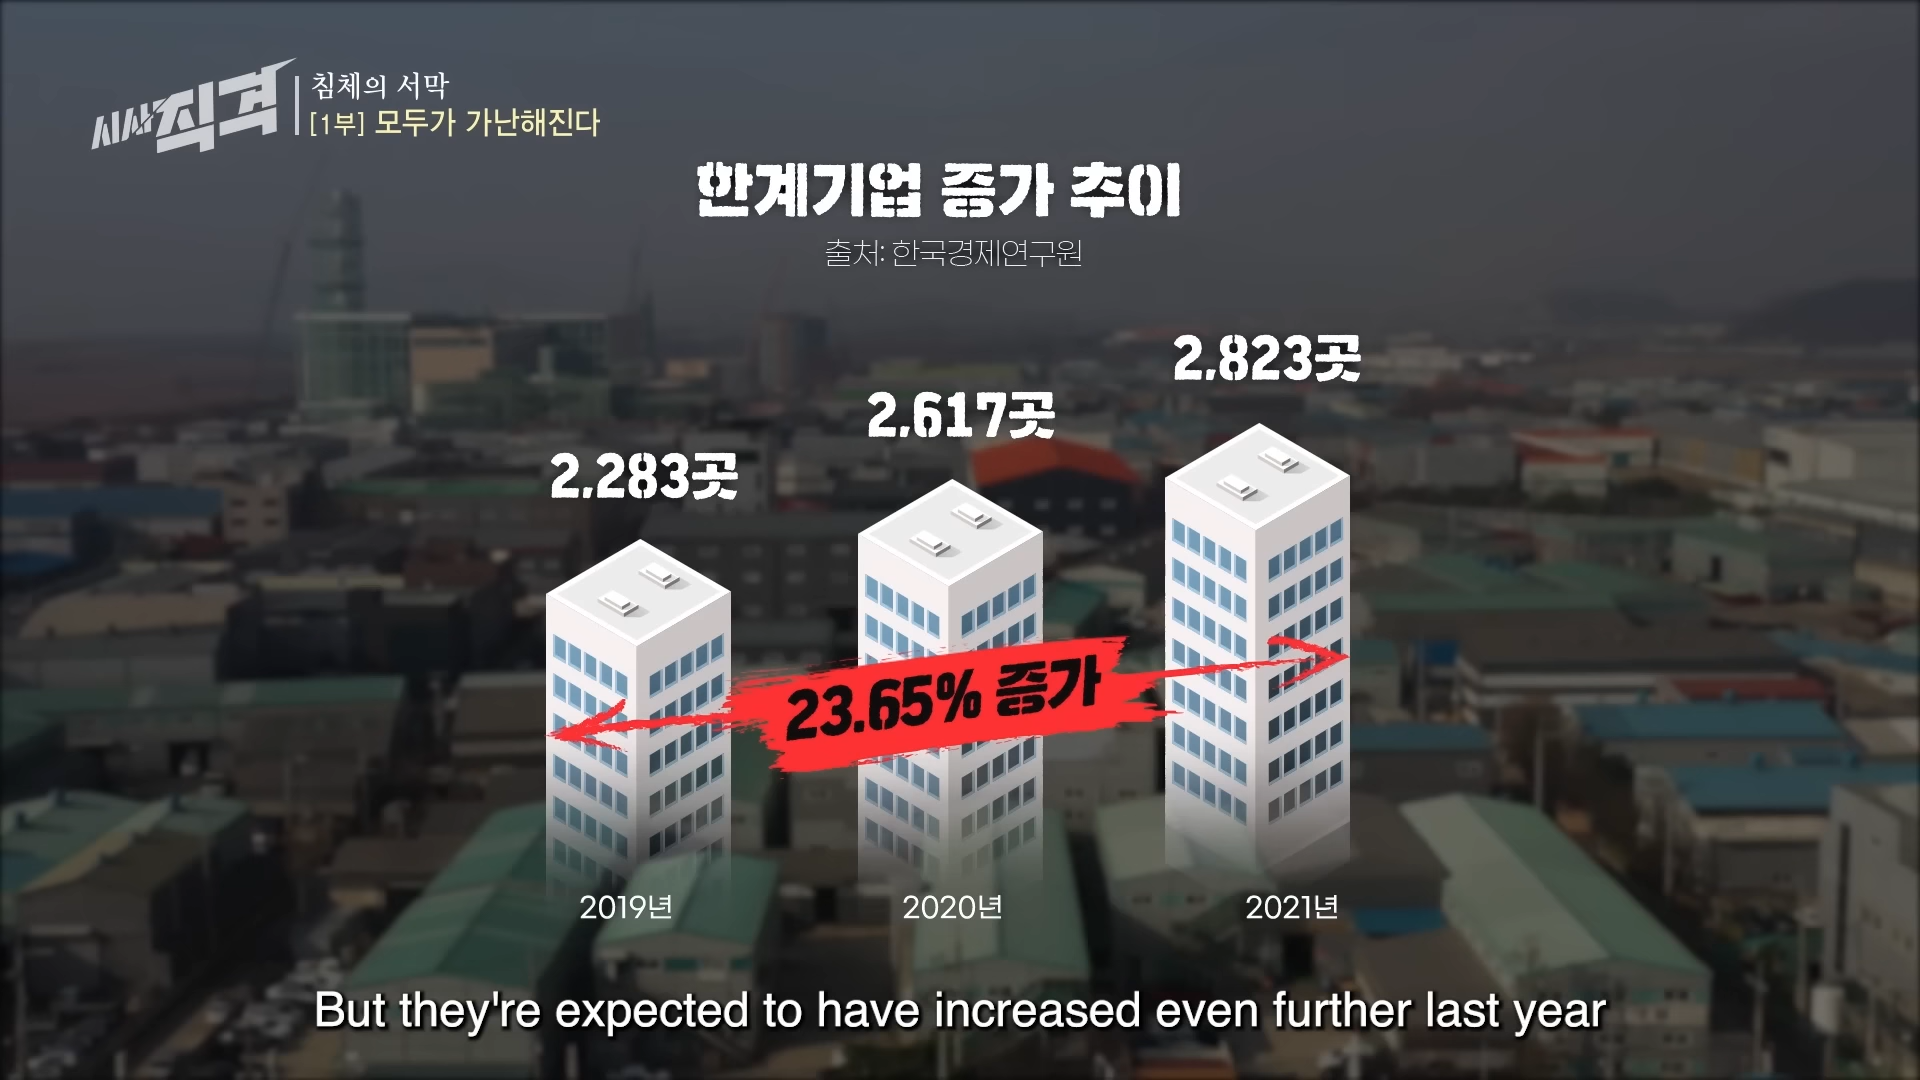 시사직격
침체의 서막
[1부] 모두가 가난해진다
한계기업 증가 추이
출처: 한국경제연구원
2,283곳
2,617곳
2,823곳
23.65% 증가
2019년
2020년
2021년
But they're expected to have increased even further last year